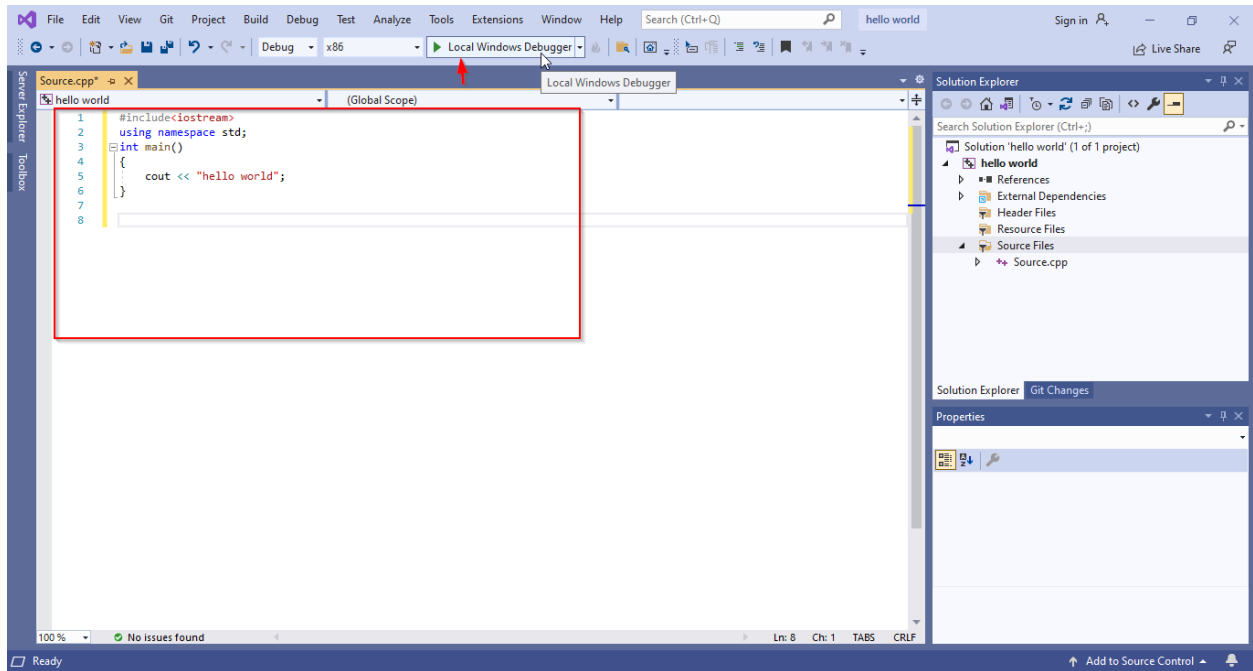 File Edit View Git Project Build Debug Test Analyze Tools Extensions Window Help Search (Ctrl+Q) hello world Sign in
Debug x86 Local Windows Debugger Live Share
Local Windows Debugger
Server Explorer
Toolbox
Source.cpp*
hello world (Global Scope)
1 #include<iostream>
2 using namespace std;
3 int main()
4 {
5 cout << "hello world";
6 }
7
8
100 % No issues found Ln: 8 Ch: 1 TABS CRLF
Solution Explorer
Search Solution Explorer (Ctrl+;)
Solution 'hello world' (1 of 1 project)
hello world
References
External Dependencies
Header Files
Resource Files
Source Files
++ Source.cpp
Solution Explorer Git Changes
Properties
Ready Add to Source Control